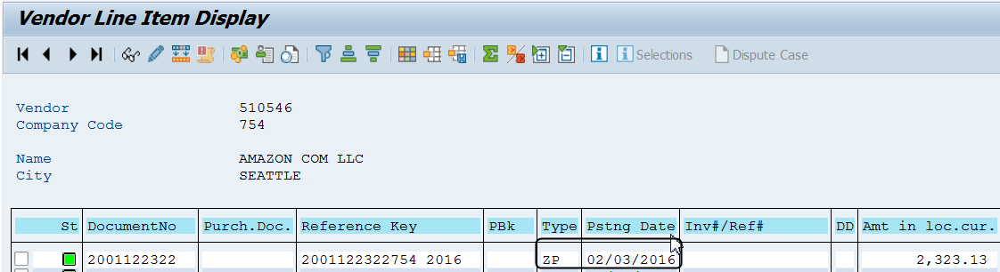 Vendor Line Item Display
Selections Dispute Case
Vendor 510546
Company Code 754
Name AMAZON COM LLC
City SEATTLE
St DocumentNo Purch.Doc. Reference Key PBk Type Pstng Date Inv#/Ref# DD Amt in loc.cur.
2001122322 2001122322754 2016 ZP 02/03/2016 2,323.13